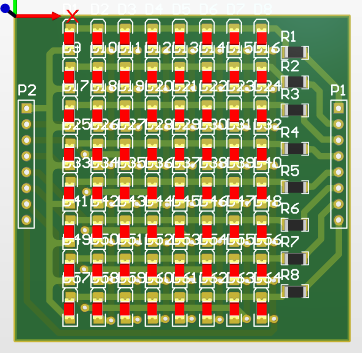 X
D2 D3 D4 D5 D6 D7 D8
R1
D9 D10 D11 D12 D13 D14 D15 D16
R2
D17 D18 D19 D20 D21 D22 D23 D24
P2
P1
R3
D25 D26 D27 D28 D29 D30 D31 D32
R4
D33 D34 D35 D36 D37 D38 D39 D40
R5
D41 D42 D43 D44 D45 D46 D47 D48
R6
D49 D50 D51 D52 D53 D54 D55 D56
R7
D57 D58 D59 D60 D61 D62 D63 D64
R8